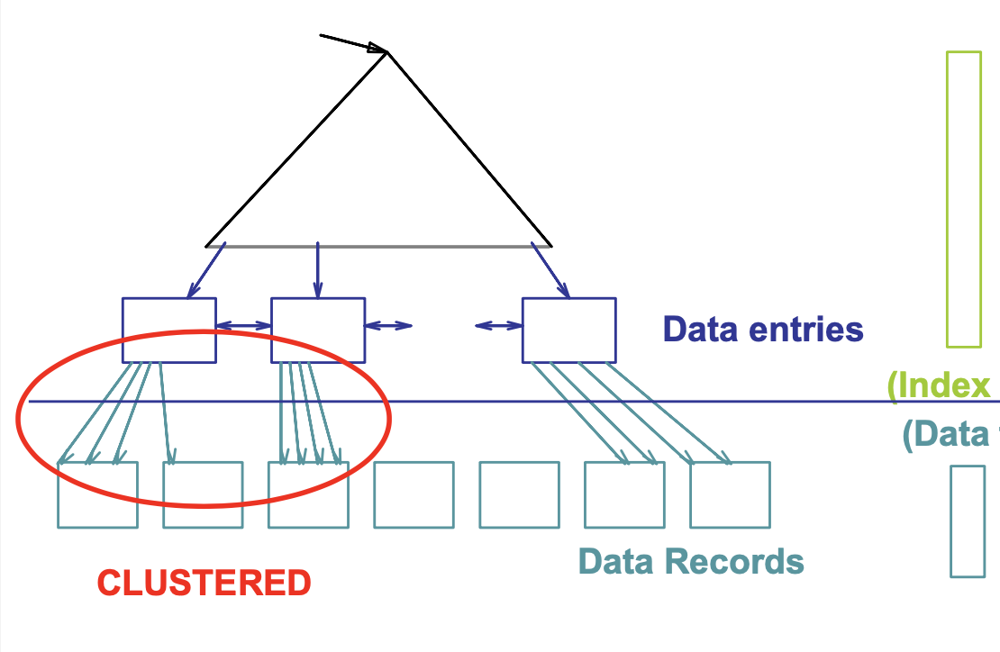 Data entries
(Index
(Data
Data Records
CLUSTERED